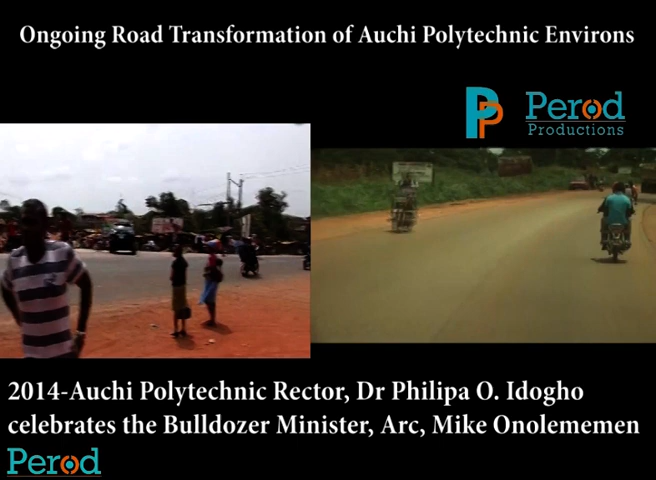 Ongoing Road Transformation of Auchi Polytechnic Environs
PP Perod
Productions
2014-Auchi Polytechnic Rector, Dr Philipa O. Idogho
celebrates the Bulldozer Minister, Arc, Mike Onolememen
Perod